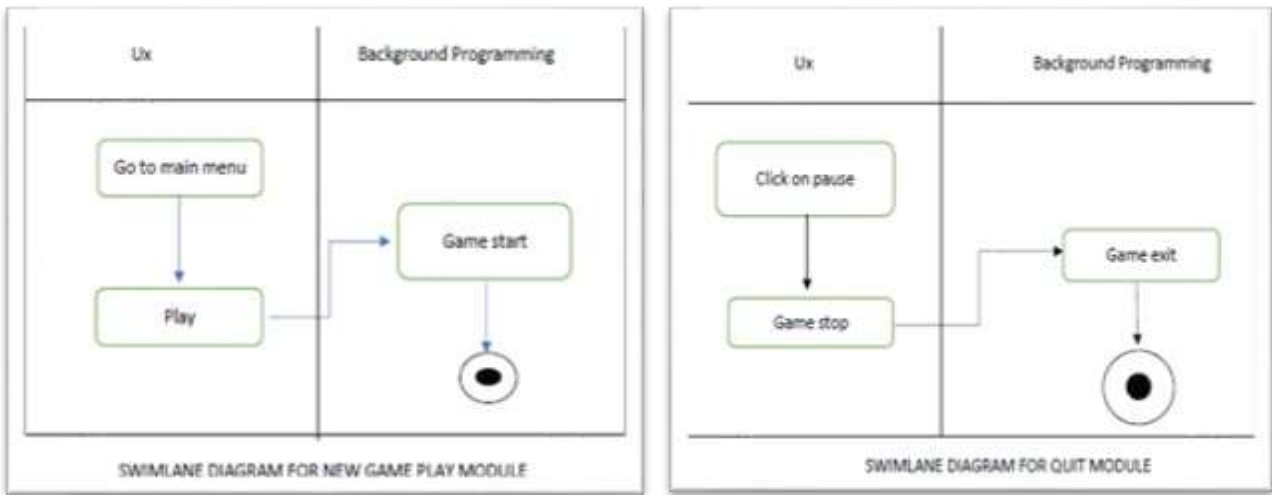 Ux
Background Programming
Go to main menu
Game start
Play
SWIMLANE DIAGRAM FOR NEW GAME PLAY MODULE
Ux
Background Programming
Click on pause
Game exit
Game stop
SWIMLANE DIAGRAM FOR QUIT MODULE